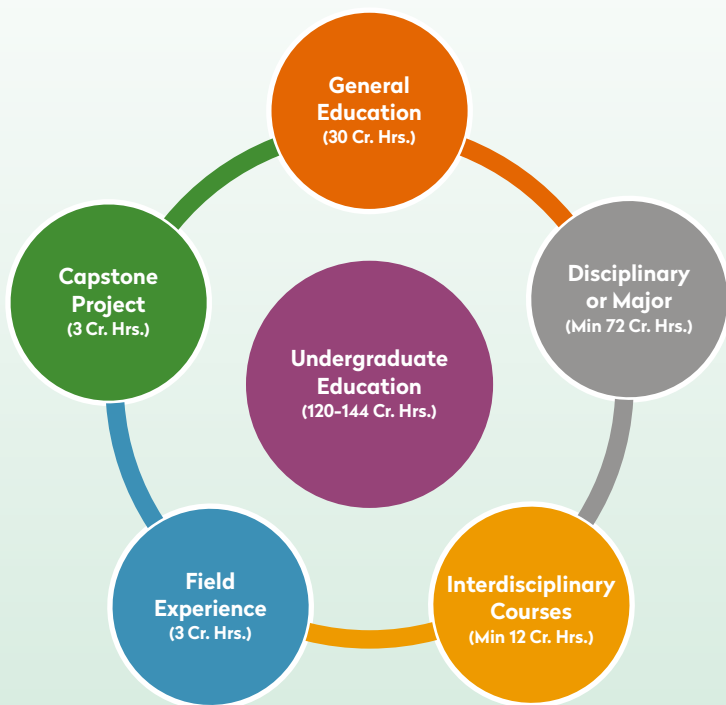 General
Education
(30 Cr. Hrs.)
Disciplinary
or Major
(Min 72 Cr. Hrs.)
Interdisciplinary
Courses
(Min 12 Cr. Hrs.)
Field
Experience
(3 Cr. Hrs.)
Capstone
Project
(3 Cr. Hrs.)
Undergraduate
Education
(120-144 Cr. Hrs.)